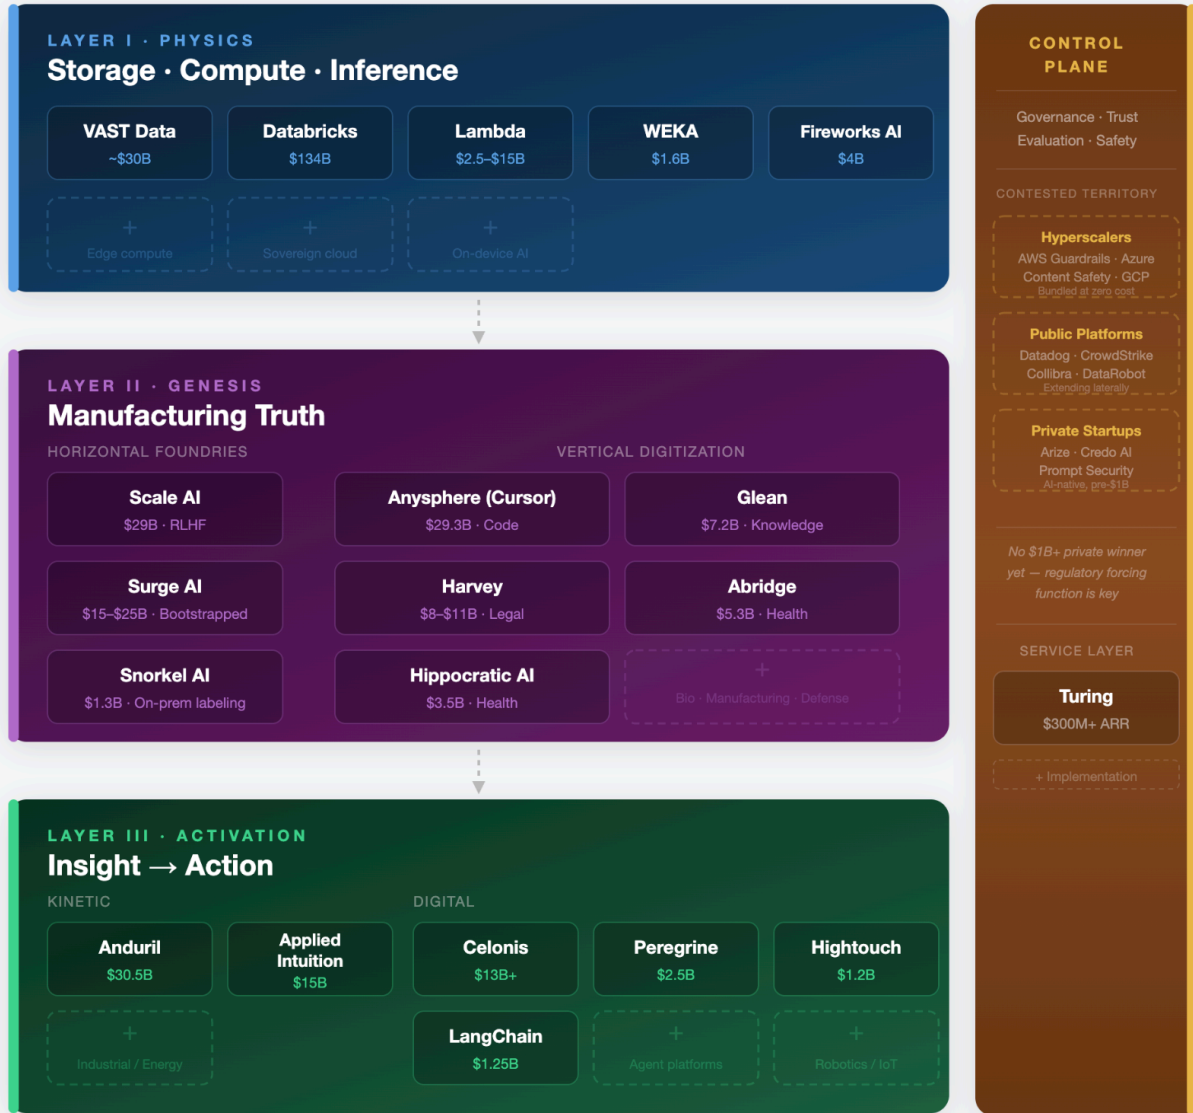 LAYER I · PHYSICS
Storage · Compute · Inference
VAST Data
~$30B
Databricks
$134B
Lambda
$2.5–$15B
WEKA
$1.6B
Fireworks AI
$4B
+
Edge compute
+
Sovereign cloud
+
On-device AI
LAYER II · GENESIS
Manufacturing Truth
HORIZONTAL FOUNDRIES
Scale AI
$29B · RLHF
Surge AI
$15–$25B · Bootstrapped
Snorkel AI
$1.3B · On-prem labeling
VERTICAL DIGITIZATION
Anysphere (Cursor)
$29.3B · Code
Glean
$7.2B · Knowledge
Harvey
$8–$11B · Legal
Abridge
$5.3B · Health
Hippocratic AI
$3.5B · Health
+
Bio · Manufacturing · Defense
LAYER III · ACTIVATION
Insight → Action
KINETIC
Anduril
$30.5B
Applied
Intuition
$15B
+
Industrial / Energy
DIGITAL
Celonis
$13B+
Peregrine
$2.5B
Hightouch
$1.2B
LangChain
$1.25B
+
Agent platforms
+
Robotics / IoT
CONTROL
PLANE
Governance · Trust
Evaluation · Safety
CONTESTED TERRITORY
Hyperscalers
AWS Guardrails · Azure
Content Safety · GCP
Bundled at zero cost
Public Platforms
Datadog · CrowdStrike
Collibra · DataRobot
Extending laterally
Private Startups
Arize · Credo AI
Prompt Security
AI-native, pre-$1B
No $1B+ private winner
yet — regulatory forcing
function is key
SERVICE LAYER
Turing
$300M+ ARR
+ Implementation